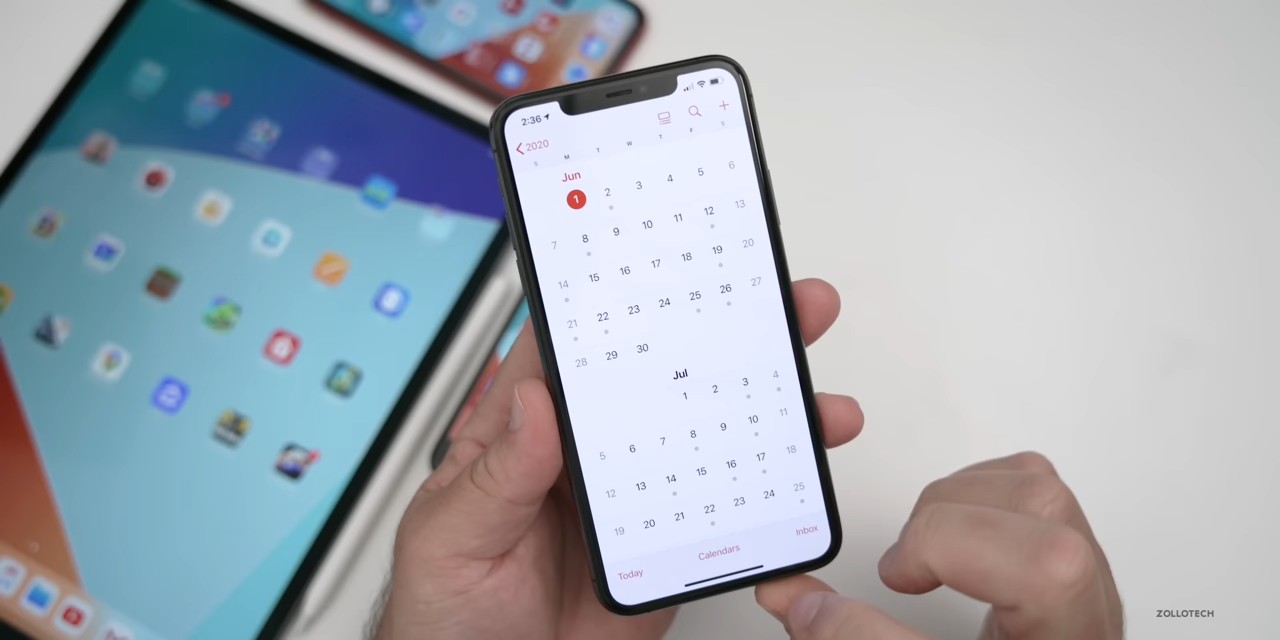 2:36
2020
S M T W T F S
Jun
1 2 3 4 5 6
7 8 9 10 11 12 13
14 15 16 17 18 19 20
21 22 23 24 25 26 27
28 29 30
Jul
1 2 3 4
5 6 7 8 9 10 11
12 13 14 15 16 17 18
19 20 21 22 23 24 25
Today Calendars Inbox
ZOLLOTECH